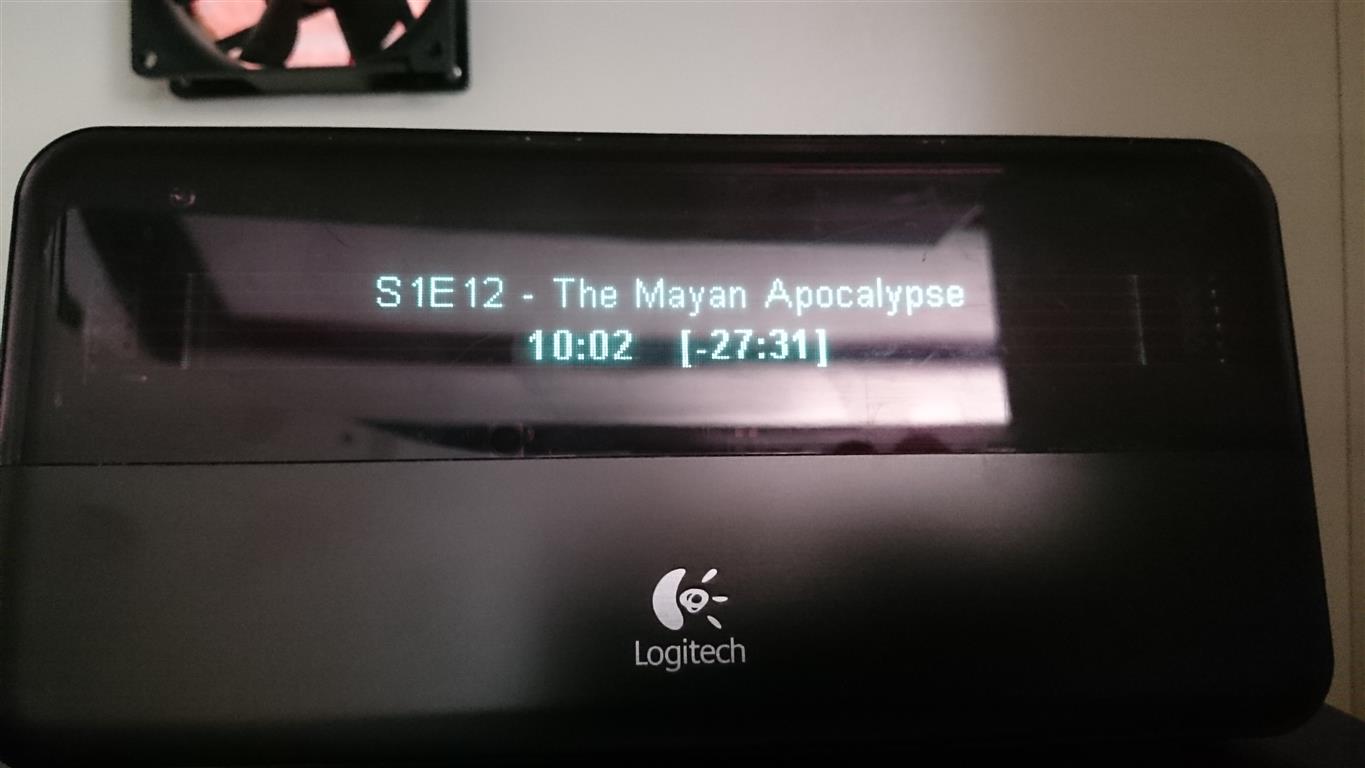 S1E12 - The Mayan Apocalypse
10:02 [-27:31]
Logitech